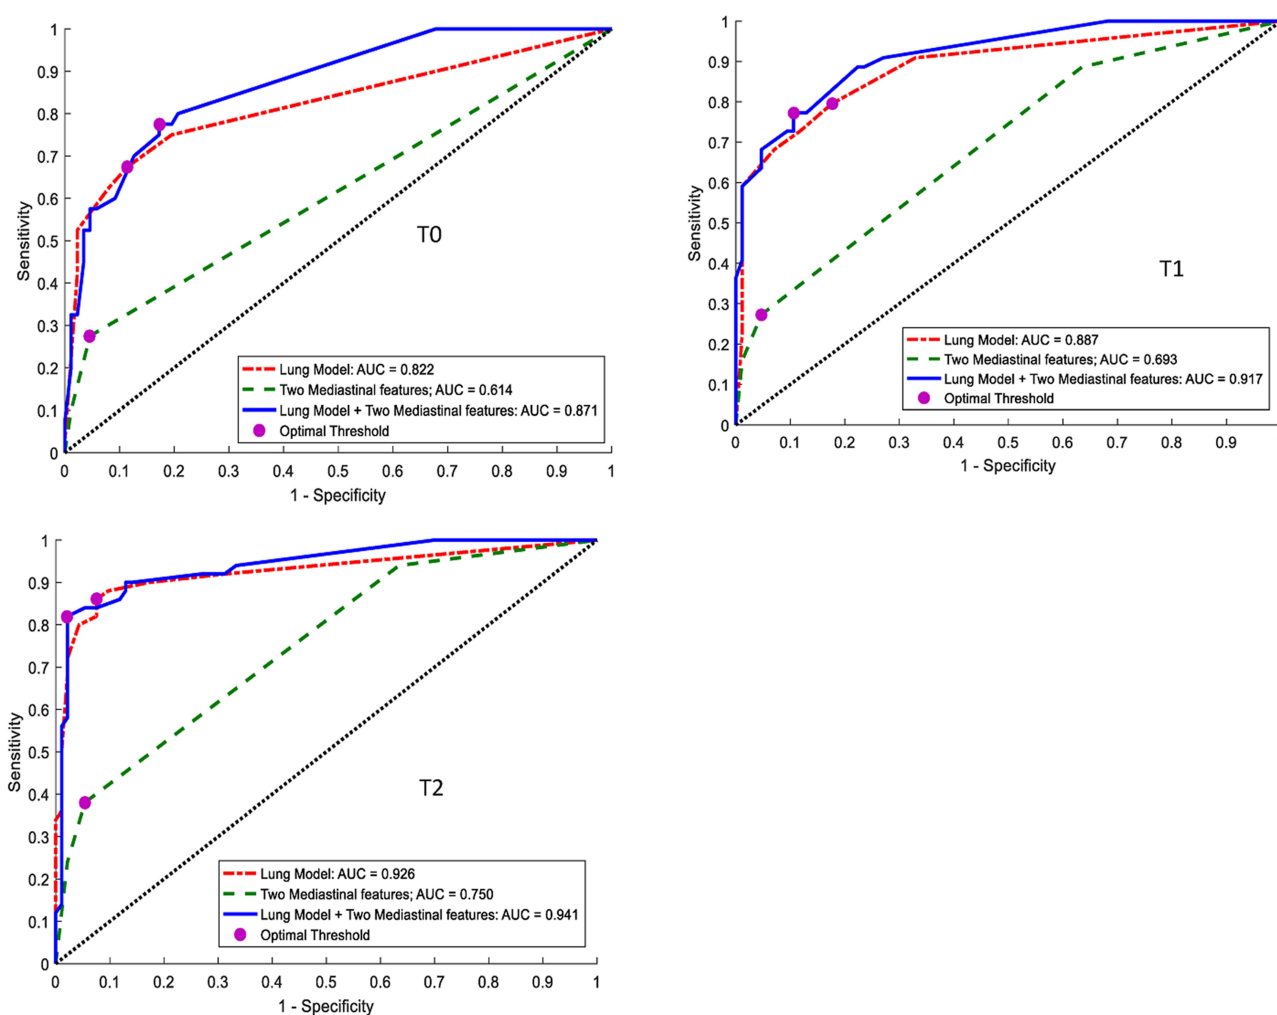 1
0.9
0.8
0.7
0.6
0.5
0.4
0.3
0.2
0.1
0
Sensitivity
T0
Lung Model: AUC = 0.822
Two Mediastinal features; AUC = 0.614
Lung Model + Two Mediastinal features: AUC = 0.871
Optimal Threshold
0 0.1 0.2 0.3 0.4 0.5 0.6 0.7 0.8 0.9 1
1 - Specificity
1
0.9
0.8
0.7
0.6
0.5
0.4
0.3
0.2
0.1
0
Sensitivity
T1
Lung Model: AUC = 0.887
Two Mediastinal features; AUC = 0.693
Lung Model + Two Mediastinal features: AUC = 0.917
Optimal Threshold
0 0.1 0.2 0.3 0.4 0.5 0.6 0.7 0.8 0.9
1 - Specificity
1
0.9
0.8
0.7
0.6
0.5
0.4
0.3
0.2
0.1
0
Sensitivity
T2
Lung Model: AUC = 0.926
Two Mediastinal features; AUC = 0.750
Lung Model + Two Mediastinal features: AUC = 0.941
Optimal Threshold
0 0.1 0.2 0.3 0.4 0.5 0.6 0.7 0.8 0.9 1
1 - Specificity